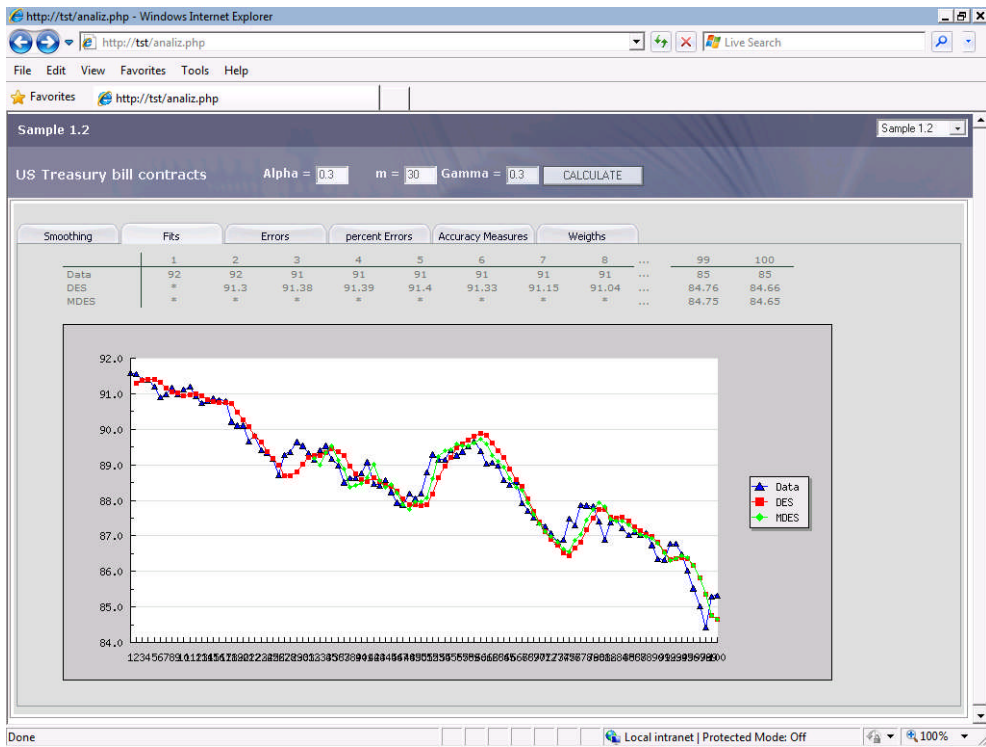 http://tst/analiz.php - Windows Internet Explorer
http://tst/analiz.php
Live Search
File Edit View Favorites Tools Help
Favorites
http://tst/analiz.php
Sample 1.2
Sample 1.2
US Treasury bill contracts Alpha = 0.3 m = 30 Gamma = 0.3 CALCULATE
Smoothing Fits Errors percent Errors Accuracy Measures Weigths
1 2 3 4 5 6 7 8 ... 99 100
Data 92 92 91 91 91 91 91 91 ... 85 85
DES * 91.3 91.38 91.39 91.4 91.33 91.15 91.04 ... 84.76 84.66
MDES * * * * * * * * ... 84.75 84.65
92.0
91.0
90.0
89.0
88.0
87.0
86.0
85.0
84.0
Data
DES
MDES
Done
Local intranet | Protected Mode: Off
100%